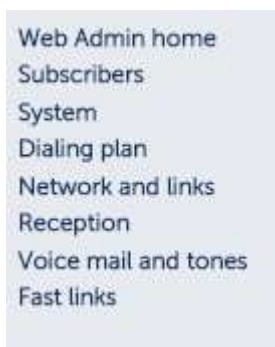 Web Admin home
Subscribers
System
Dialing plan
Network and links
Reception
Voice mail and tones
Fast links